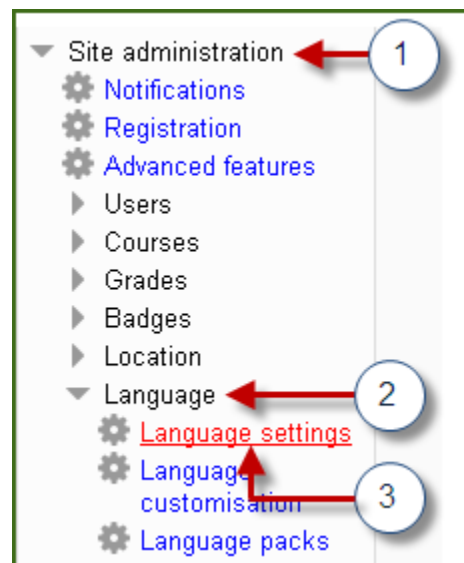 Site administration
1
Notifications
Registration
Advanced features
Users
Courses
Grades
Badges
Location
Language
2
Language settings
Language
customisation
3
Language packs